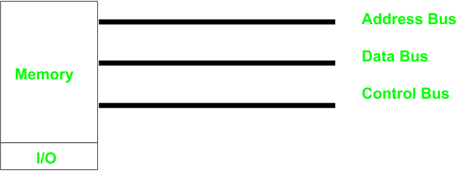 Address Bus
Data Bus
Memory
Control Bus
I/O